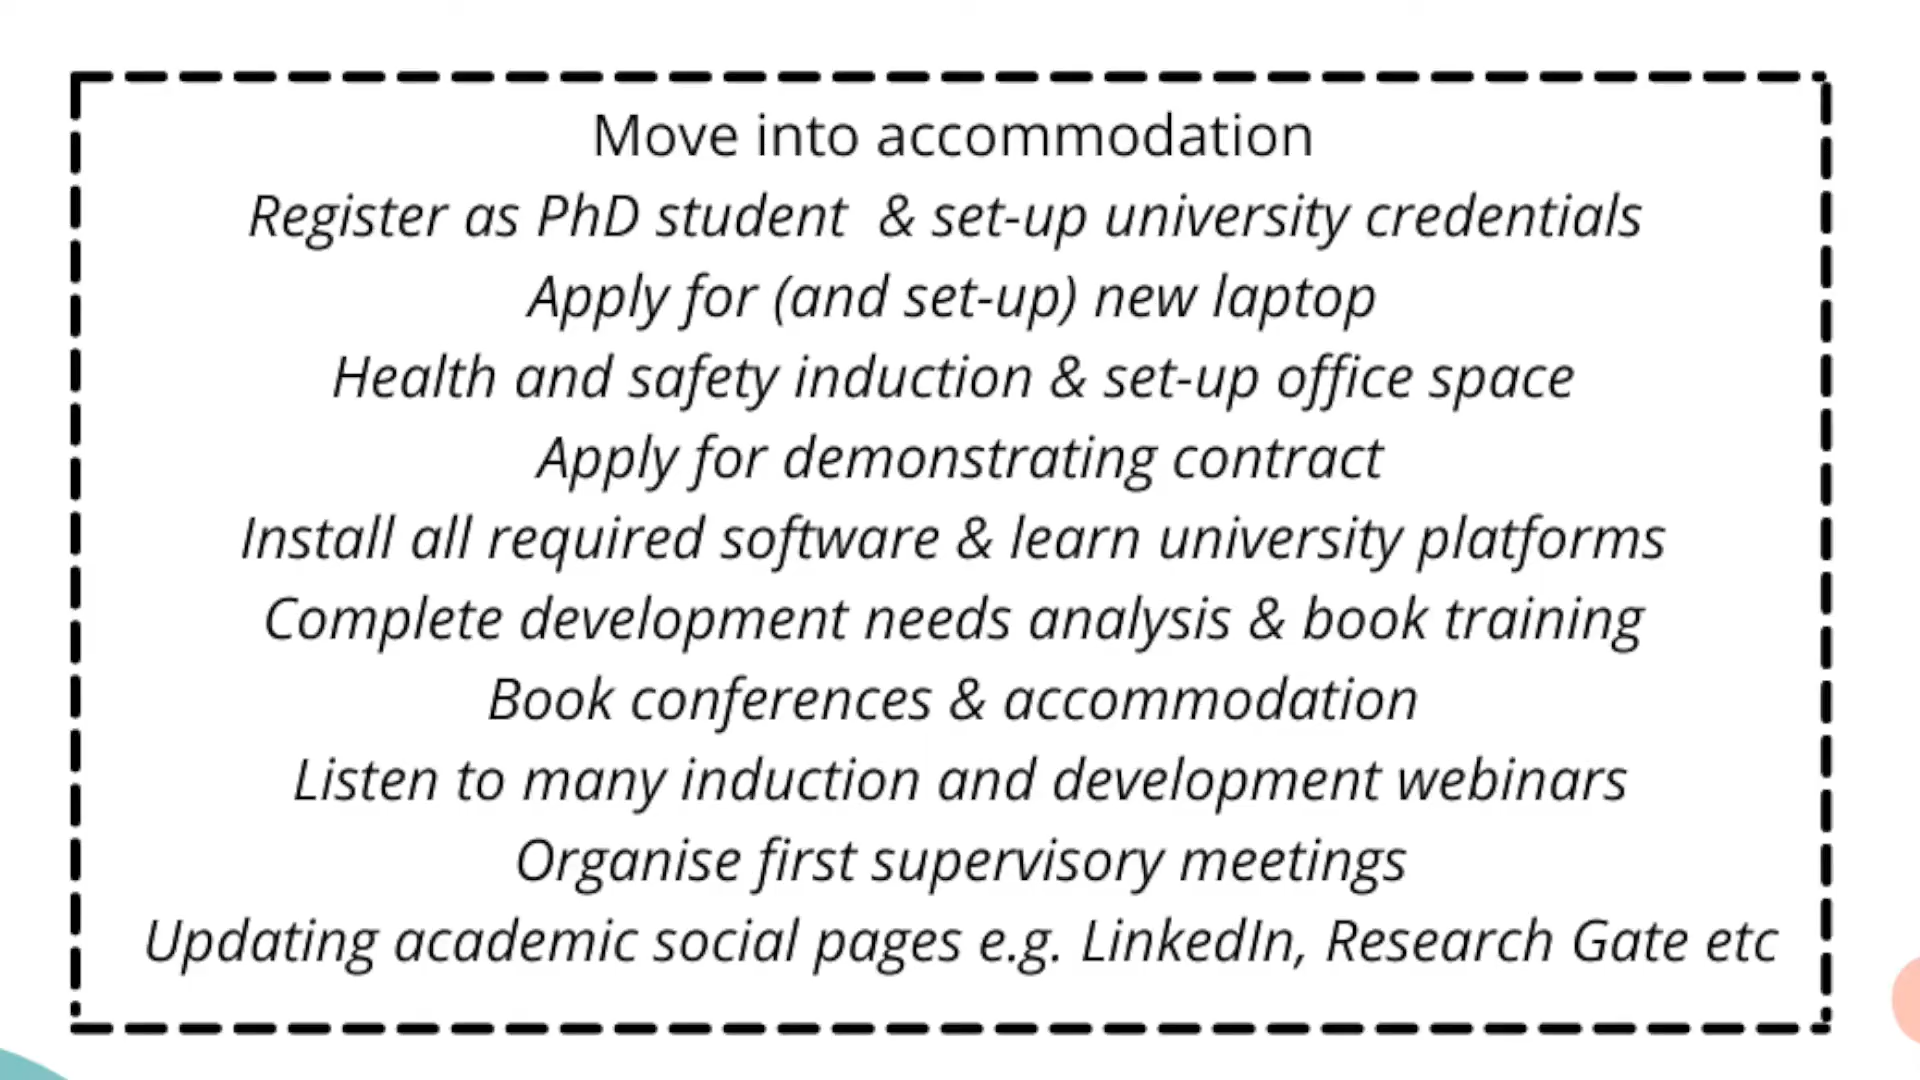 Move into accommodation
Register as PhD student & set-up university credentials
Apply for (and set-up) new laptop
Health and safety induction & set-up office space
Apply for demonstrating contract
Install all required software & learn university platforms
Complete development needs analysis & book training
Book conferences & accommodation
Listen to many induction and development webinars
Organise first supervisory meetings
Updating academic social pages e.g. LinkedIn, Research Gate etc